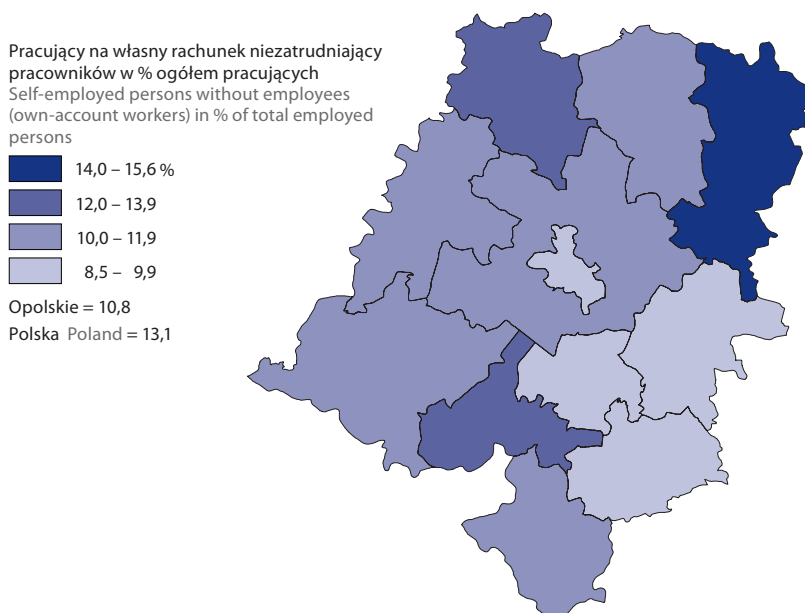 Pracujący na własny rachunek niezatrudniający
pracowników w % ogółem pracujących
Self-employed persons without employees
(own-account workers) in % of total employed
persons
14,0 – 15,6 %
12,0 – 13,9
10,0 – 11,9
8,5 – 9,9
Opolskie = 10,8
Polska Poland = 13,1